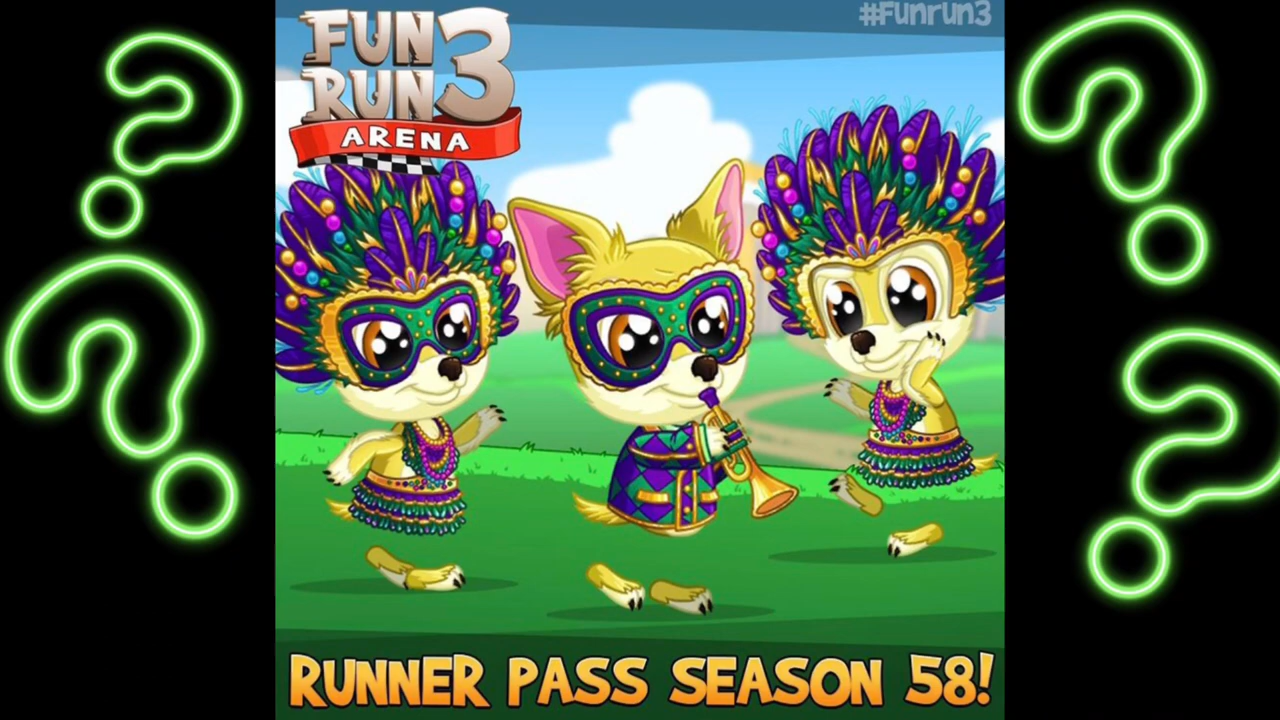 #Funrun3
FUN
RUN 3
ARENA
RUNNER PASS SEASON 58!